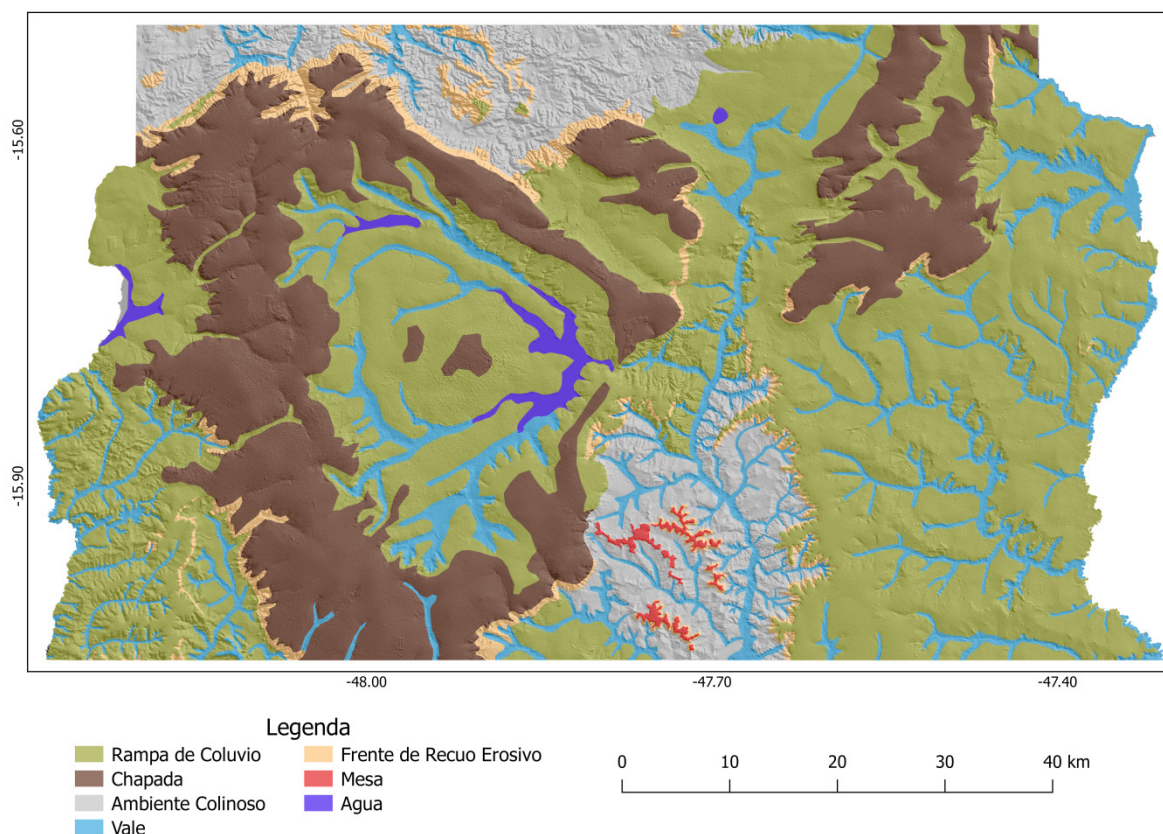 -15.60
-15.90
-48.00
-47.70
-47.40
Legenda
Rampa de Coluvio
Chapada
Ambiente Colinoso
Vale
Frente de Recuo Erosivo
Mesa
Agua
0 10 20 30 40 km